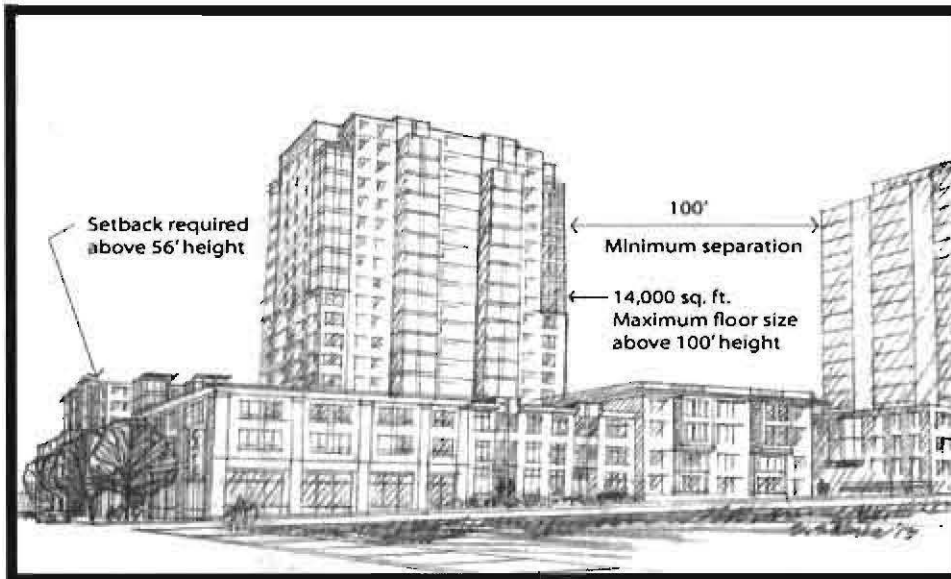 Setback required
above 56' height
100'
Minimum separation
14,000 sq. ft.
Maximum floor size
above 100' height